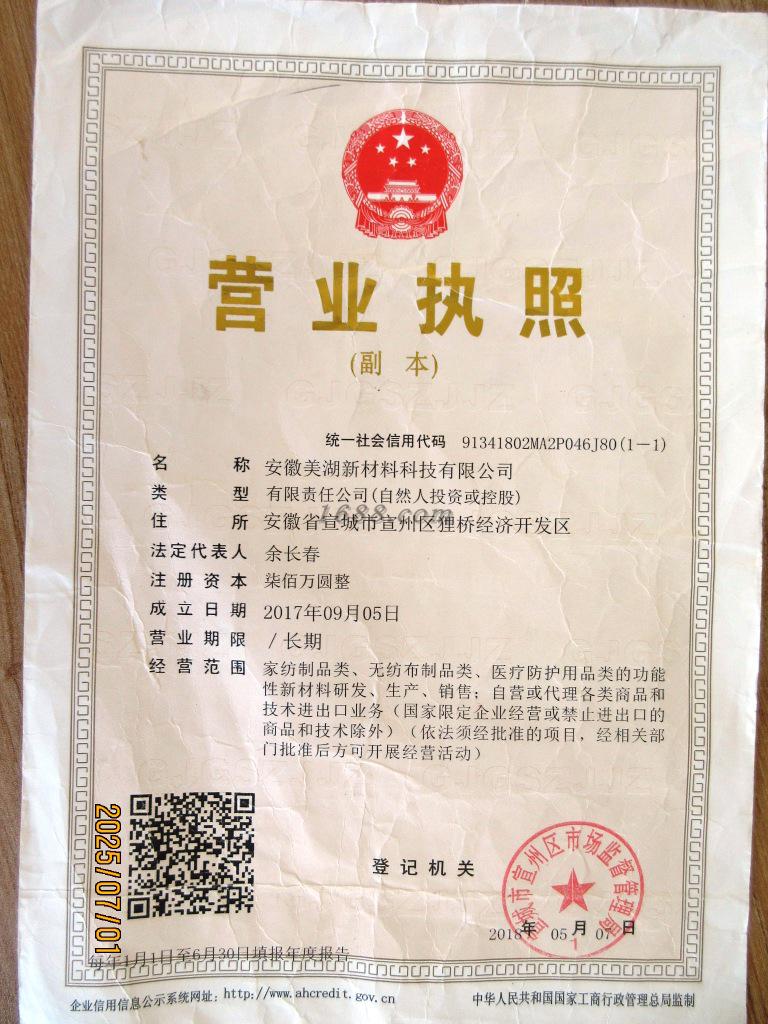 营业执照
(副 本)
统一社会信用代码 91341802MA2P046J80(1-1)
名 称 安徽美湖新材料科技有限公司
类 型 有限责任公司(自然人投资或控股)
1688.com
住 所 安徽省宣城市宣州区狸桥经济开发区
法定代表人 余长春
注册资本 柒佰万圆整
成立日期 2017年09月05日
营业期限 / 长期
经营范围 家纺制品类、无纺布制品类、医疗防护用品类的功能
性新材料研发、生产、销售；自营或代理各类商品和
技术进出口业务（国家限定企业经营或禁止进出口的
商品和技术除外）（依法须经批准的项目，经相关部
门批准后方可开展经营活动）
2025/07/01
登记机关
宣城市宣州区市场监督管理局
1
2018年 05月 07日
每年1月1日至6月30日填报年度报告
企业信用信息公示系统网址：http://www.ahcredit.gov.cn
中华人民共和国国家工商行政管理总局监制